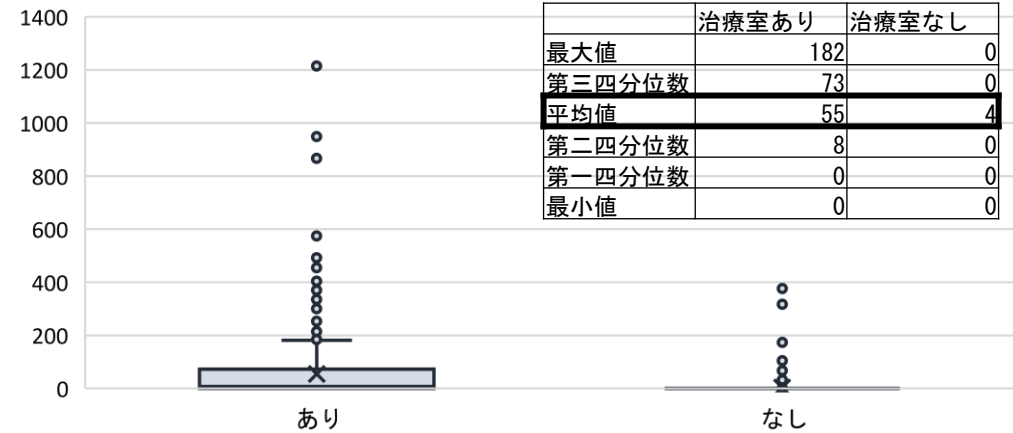 1400
1200
1000
800
600
400
200
0
治療室あり 治療室なし
最大値 182 0
第三四分位数 73 0
平均値 55 4
第二四分位数 8 0
第一四分位数 0 0
最小値 0 0
あり なし